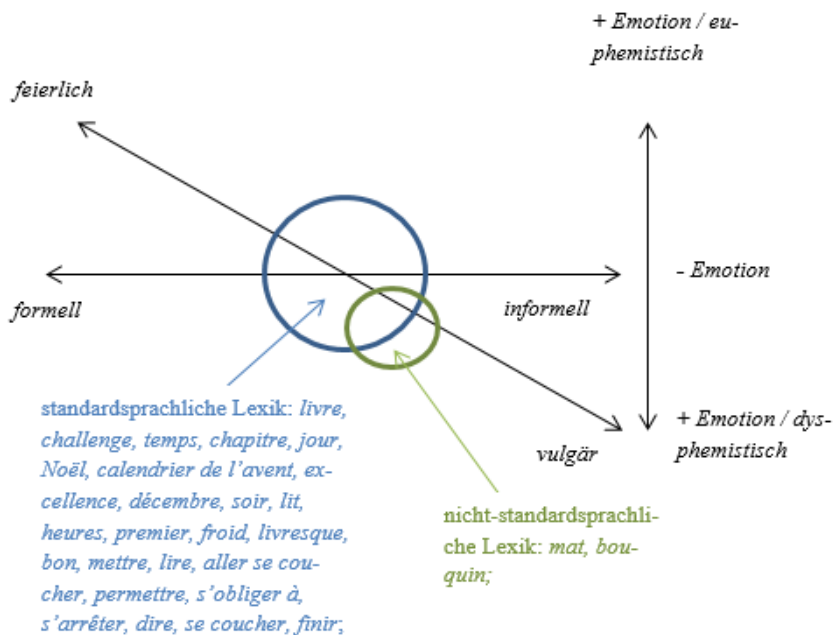 + Emotion / eu-
phemistisch
feierlich
- Emotion
formell
informell
+ Emotion / dys-
phemistisch
vulgär
standardsprachliche Lexik: livre,
challenge, temps, chapitre, jour,
Noël, calendrier de l'avent, ex-
cellence, décembre, soir, lit,
heures, premier, froid, livresque,
bon, mettre, lire, aller se cou-
cher, permettre, s'obliger à,
s'arrêter, dire, se coucher, finir;
nicht-standardsprachli-
che Lexik: mat, bou-
quin;